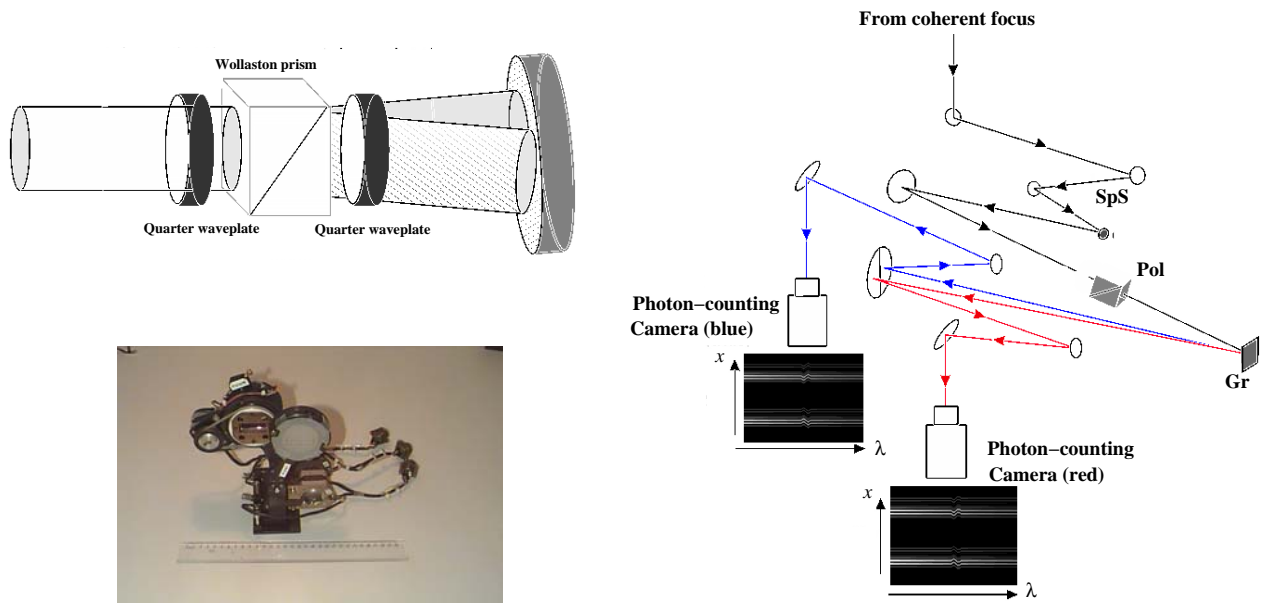 Wollaston prism
Quarter waveplate
Quarter waveplate
From coherent focus
SpS
Pol
Gr
Photon−counting
Camera (blue)
x
λ
Photon−counting
Camera (red)
x
λ